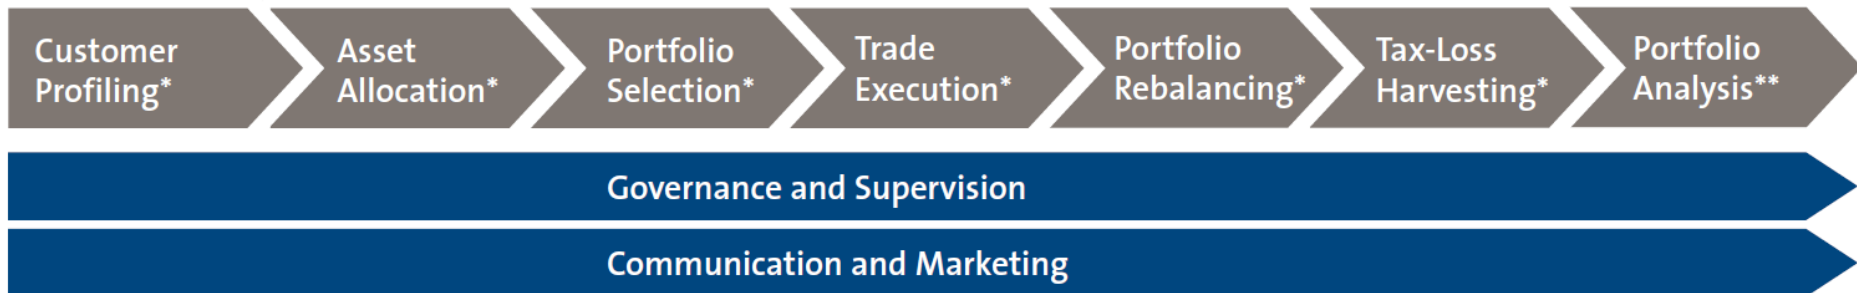 Customer
Profiling*
Asset
Allocation*
Portfolio
Selection*
Trade
Execution*
Portfolio
Rebalancing*
Tax-Loss
Harvesting*
Portfolio
Analysis**
Governance and Supervision
Communication and Marketing